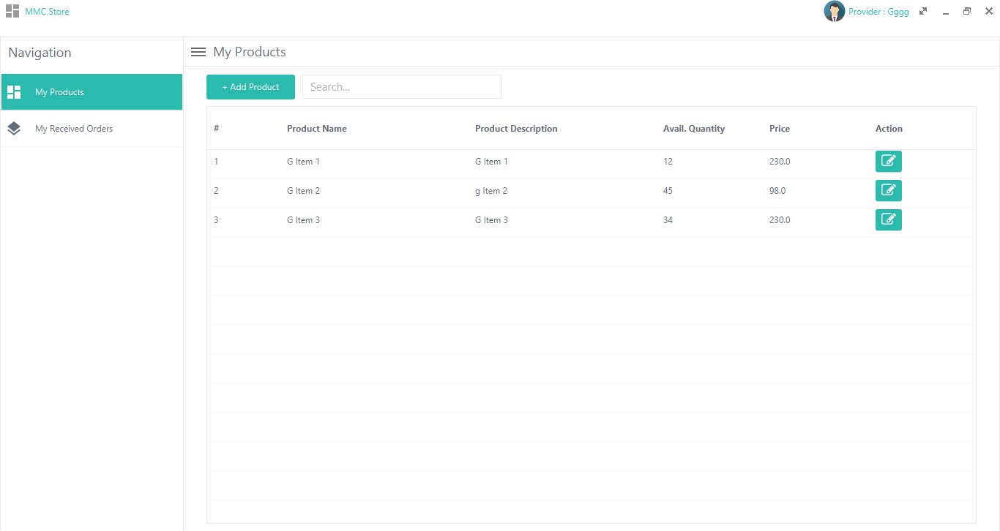 MMC Store
Provider : Gggg
Navigation
My Products
My Products
My Received Orders
+ Add Product
Search...
# Product Name Product Description Avail. Quantity Price Action
1 G Item 1 G Item 1 12 230.0
2 G Item 2 g Item 2 45 98.0
3 G Item 3 G Item 3 34 230.0